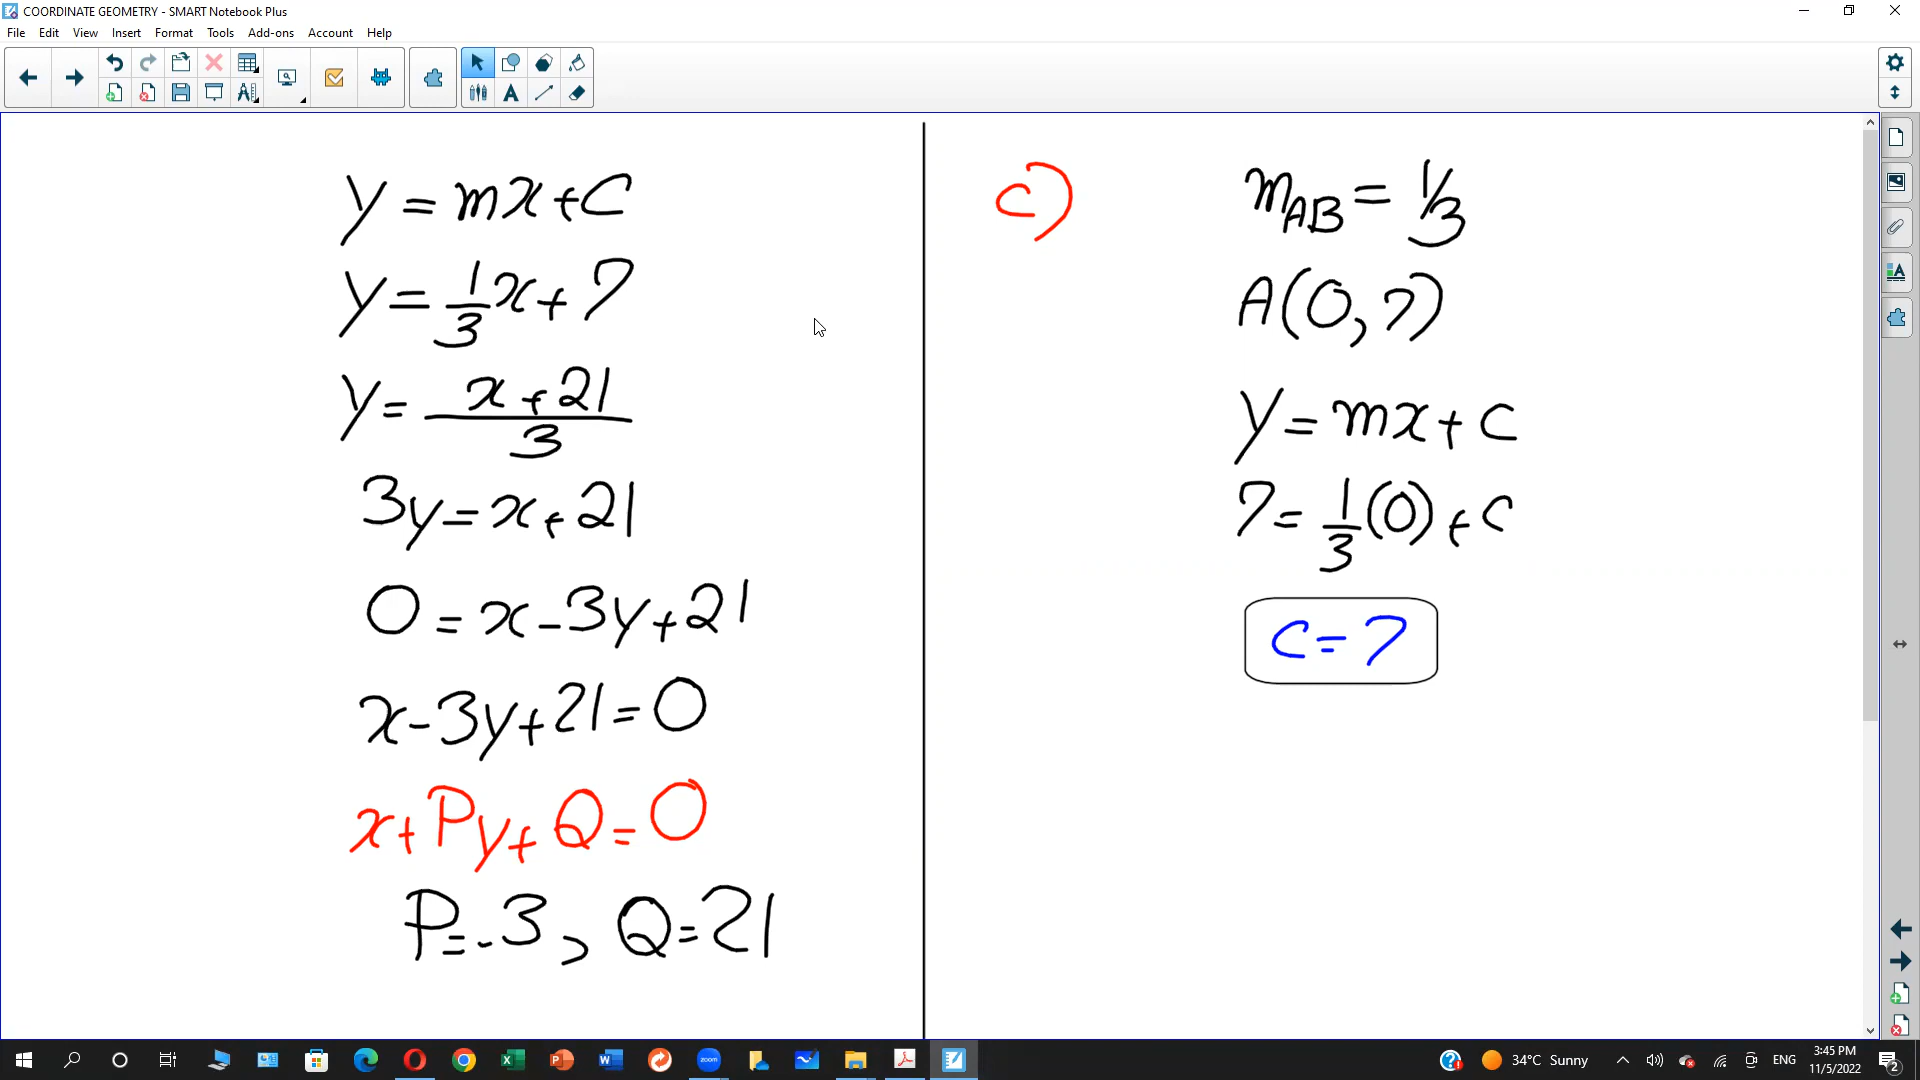 COORDINATE GEOMETRY - SMART Notebook Plus
File Edit View Insert Format Tools Add-ons Account Help
y = mx + C
y = 1/3 x + 7
y = (x + 21)/3
3y = x + 21
0 = x - 3y + 21
x - 3y + 21 = 0
x + Py + Q = 0
P = -3, Q = 21
c)
mAB = 1/3
A(0, 7)
y = mx + c
7 = 1/3 (0) + c
c = 7
34°C Sunny
ENG
3:45 PM
11/5/2022
2